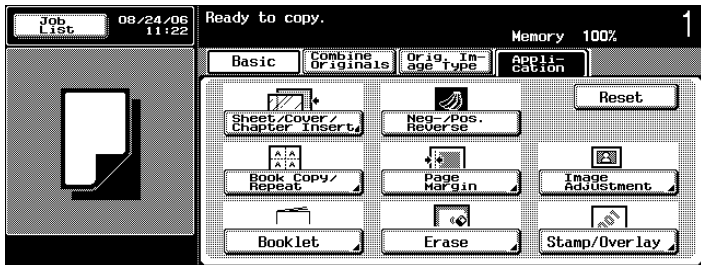 Job
List
08/24/06
11:22
Ready to copy.
Memory 100%
1
Basic
Combine
Originals
Orig. Im-
age Type
Appli-
cation
Sheet/Cover/
Chapter Insert
Neg-/Pos.
Reverse
Reset
A A
A A
Book Copy/
Repeat
Page
Margin
Image
Adjustment
001
Booklet
Erase
Stamp/Overlay